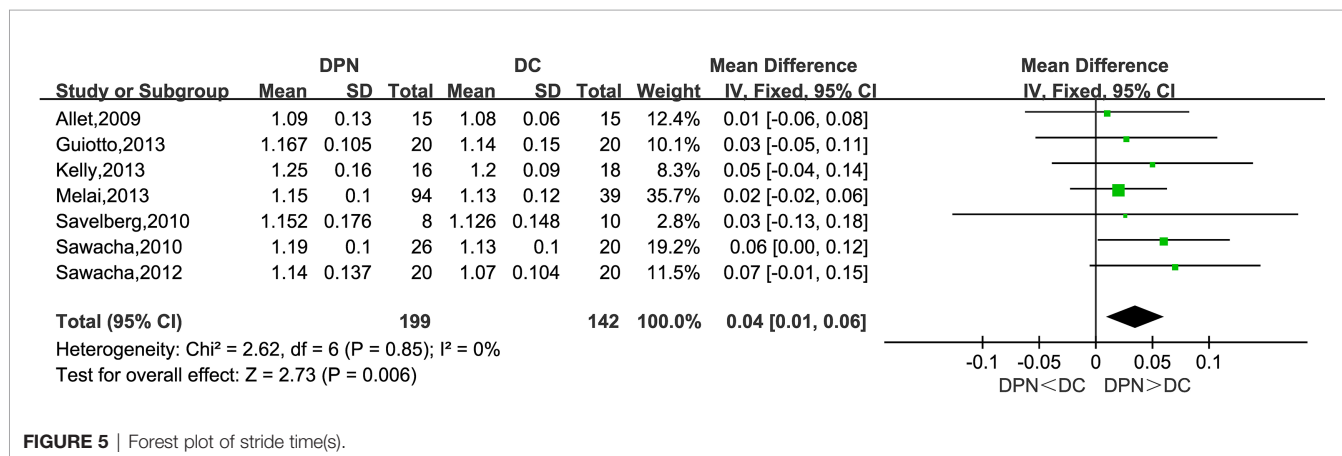 DPN DC Mean Difference Mean Difference
Study or Subgroup Mean SD Total Mean SD Total Weight IV, Fixed, 95% CI IV, Fixed, 95% CI
Allet,2009 1.09 0.13 15 1.08 0.06 15 12.4% 0.01 [-0.06, 0.08]
Guiotto,2013 1.167 0.105 20 1.14 0.15 20 10.1% 0.03 [-0.05, 0.11]
Kelly,2013 1.25 0.16 16 1.2 0.09 18 8.3% 0.05 [-0.04, 0.14]
Melai,2013 1.15 0.1 94 1.13 0.12 39 35.7% 0.02 [-0.02, 0.06]
Savelberg,2010 1.152 0.176 8 1.126 0.148 10 2.8% 0.03 [-0.13, 0.18]
Sawacha,2010 1.19 0.1 26 1.13 0.1 20 19.2% 0.06 [0.00, 0.12]
Sawacha,2012 1.14 0.137 20 1.07 0.104 20 11.5% 0.07 [-0.01, 0.15]
Total (95% CI) 199 142 100.0% 0.04 [0.01, 0.06]
Heterogeneity: Chi² = 2.62, df = 6 (P = 0.85); I² = 0%
Test for overall effect: Z = 2.73 (P = 0.006)
-0.1 -0.05 0 0.05 0.1
DPN<DC DPN>DC
FIGURE 5 | Forest plot of stride time(s).